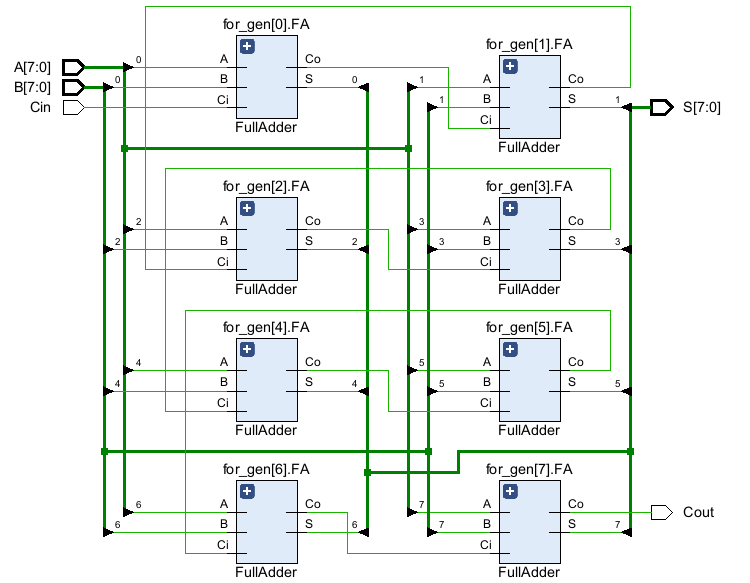 for_gen[0].FA
for_gen[1].FA
A[7:0] 0 A Co
B[7:0] 0 B S 0 1 A Co
Cin Ci 1 B S 1 S[7:0]
FullAdder Ci
FullAdder
for_gen[2].FA for_gen[3].FA
2 A Co 3 A Co
2 B S 2 3 B S 3
Ci Ci
FullAdder FullAdder
for_gen[4].FA for_gen[5].FA
4 A Co 5 A Co
4 B S 4 5 B S 5
Ci Ci
FullAdder FullAdder
for_gen[6].FA for_gen[7].FA
6 A Co 7 A Co Cout
6 B S 6 7 B S 7
Ci Ci
FullAdder FullAdder